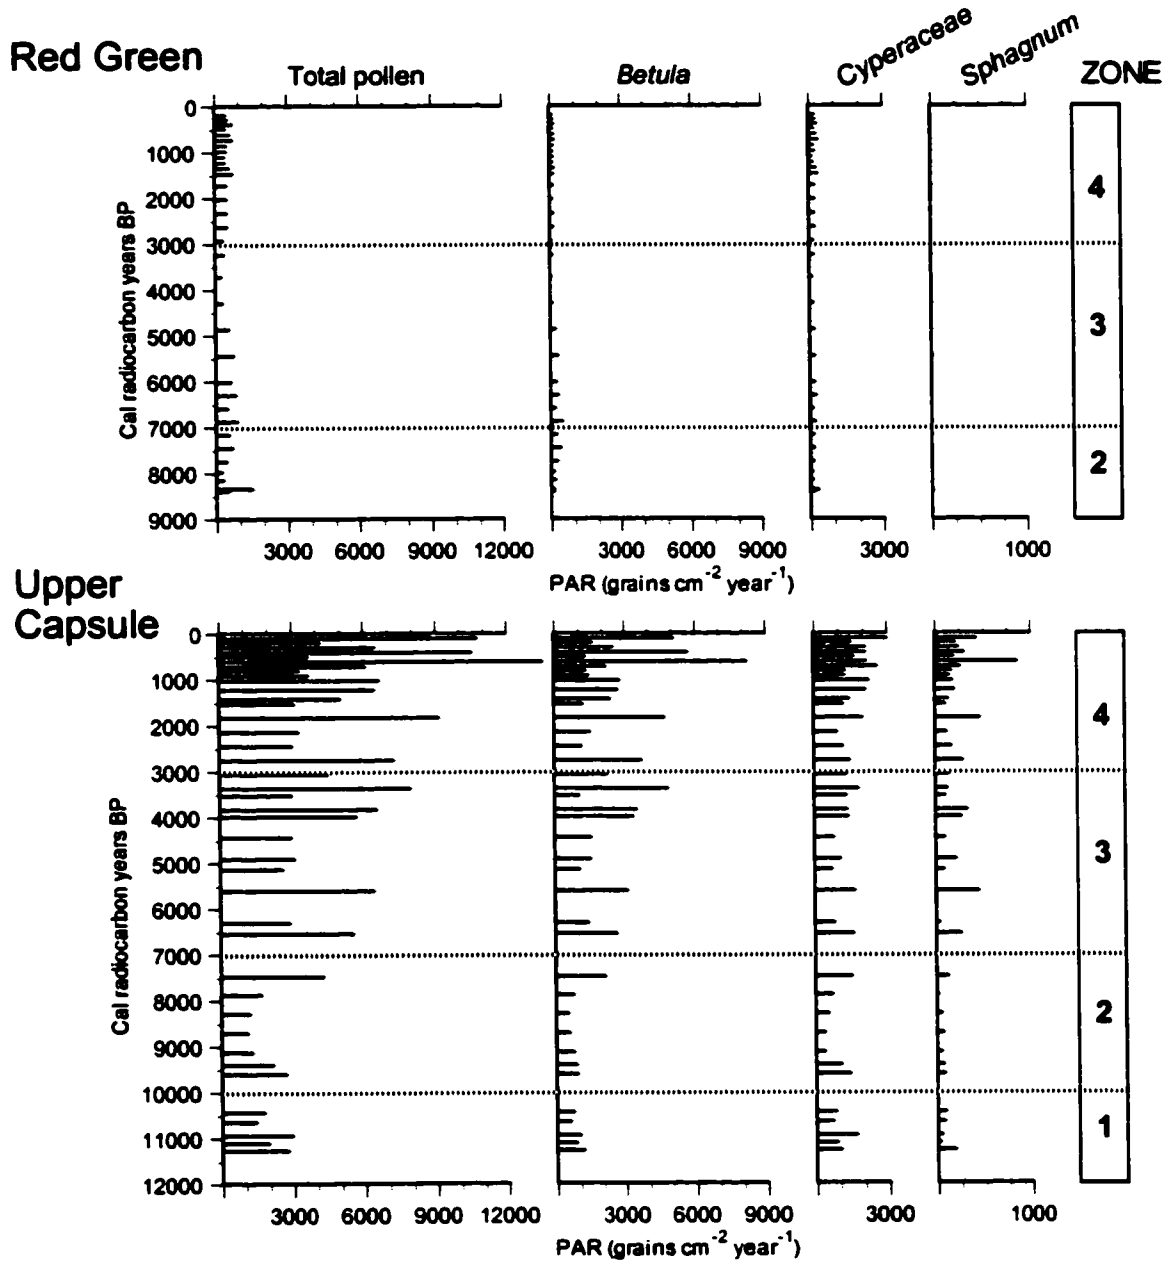 Red Green
Total pollen
Betula
Cyperaceae
Sphagnum
ZONE
0
1000
2000
3000
4000
5000
6000
7000
8000
9000
Cal radiocarbon years BP
4
3
2
3000 6000 9000 12000
3000 6000 9000
3000
1000
PAR (grains cm⁻² year⁻¹)
Upper
Capsule
0
1000
2000
3000
4000
5000
6000
7000
8000
9000
10000
11000
12000
Cal radiocarbon years BP
4
3
2
1
3000 6000 9000 12000
3000 6000 9000
3000
1000
PAR (grains cm⁻² year⁻¹)